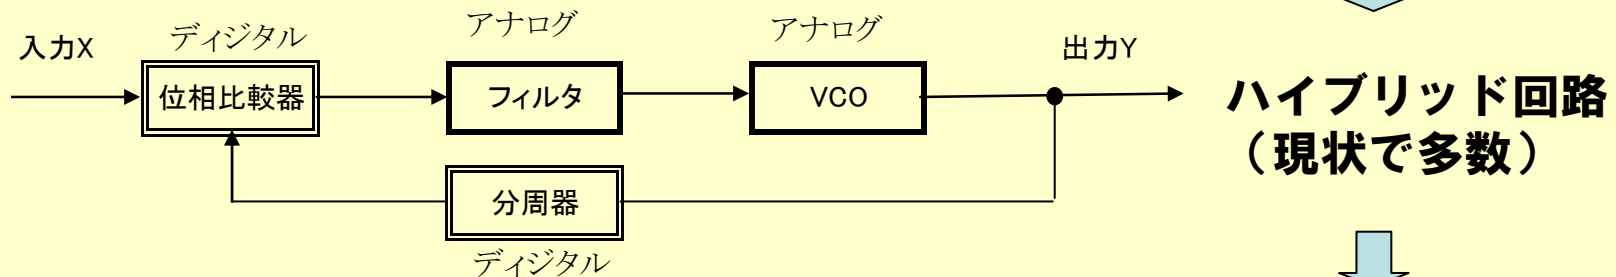 ディジタル
アナログ
アナログ
入力X
出力Y
位相比較器
フィルタ
VCO
ハイブリッド回路
（現状で多数）
分周器
ディジタル